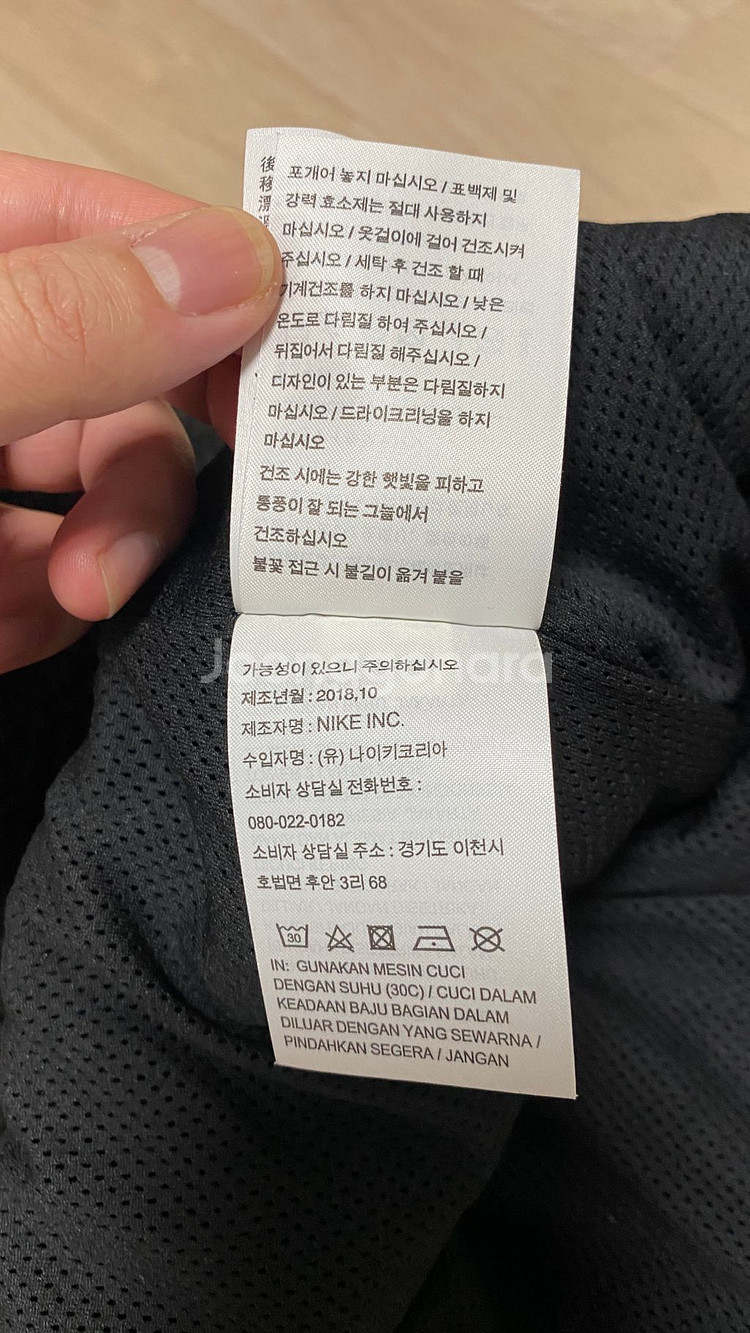 포개어 놓지 마십시오 / 표백제 및
강력 효소제는 절대 사용하지
마십시오 / 옷걸이에 걸어 건조시켜
주십시오 / 세탁 후 건조 할 때
기계건조를 하지 마십시오 / 낮은
온도로 다림질 하여 주십시오 /
뒤집어서 다림질 해주십시오 /
디자인이 있는 부분은 다림질하지
마십시오 / 드라이크리닝을 하지
마십시오
건조 시에는 강한 햇빛을 피하고
통풍이 잘 되는 그늘에서
건조하십시오
불꽃 접근 시 불길이 옮겨 붙을
가능성이 있으니 주의하십시오
제조년월 : 2018,10
제조자명 : NIKE INC.
수입자명 : (유) 나이키코리아
소비자 상담실 전화번호 :
080-022-0182
소비자 상담실 주소 : 경기도 이천시
호법면 후안 3리 68
30
IN: GUNAKAN MESIN CUCI
DENGAN SUHU (30C) / CUCI DALAM
KEADAAN BAJU BAGIAN DALAM
DILUAR DENGAN YANG SEWARNA /
PINDAHKAN SEGERA / JANGAN
後
移
漂